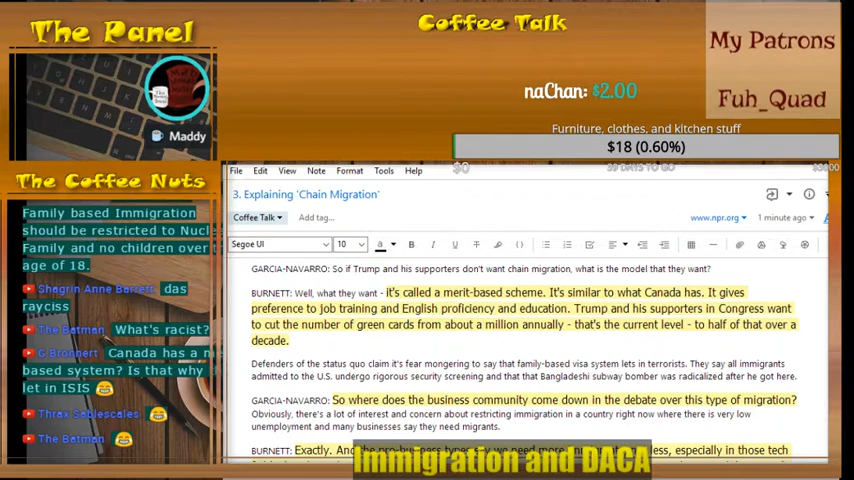 The Panel
Maddy
Coffee Talk
naChan: $2.00
My Patrons
Fuh_Quad
Furniture, clothes, and kitchen stuff
$18 (0.60%)
$0
The Coffee Nuts
Family based Immigration
should be restricted to Nucle
Family and no children over
age of 18.
Shagrin Anne Barrett das
rayciss
The Batman What's racist?
G Bronnert Canada has a
based system? Is that why
let in ISIS
Thrax Sablescales
The Batman
File Edit View Note Format Tools Help
3. Explaining 'Chain Migration'
Coffee Talk Add tag...
www.npr.org 1 minute ago
Segoe UI 10
GARCIA-NAVARRO: So if Trump and his supporters don't want chain migration, what is the model that they want?
BURNETT: Well, what they want - it's called a merit-based scheme. It's similar to what Canada has. It gives
preference to job training and English proficiency and education. Trump and his supporters in Congress want
to cut the number of green cards from about a million annually - that's the current level - to half of that over a
decade.
Defenders of the status quo claim it's fear mongering to say that family-based visa system lets in terrorists. They say all immigrants
admitted to the U.S. undergo rigorous security screening and that that Bangladeshi subway bomber was radicalized after he got here.
GARCIA-NAVARRO: So where does the business community come down in the debate over this type of migration?
Obviously, there's a lot of interest and concern about restricting immigration in a country right now where there is very low
unemployment and many businesses say they need migrants.
BURNETT: Exactly. And the pro-business types say we need more especially in those tech
Immigration and DACA